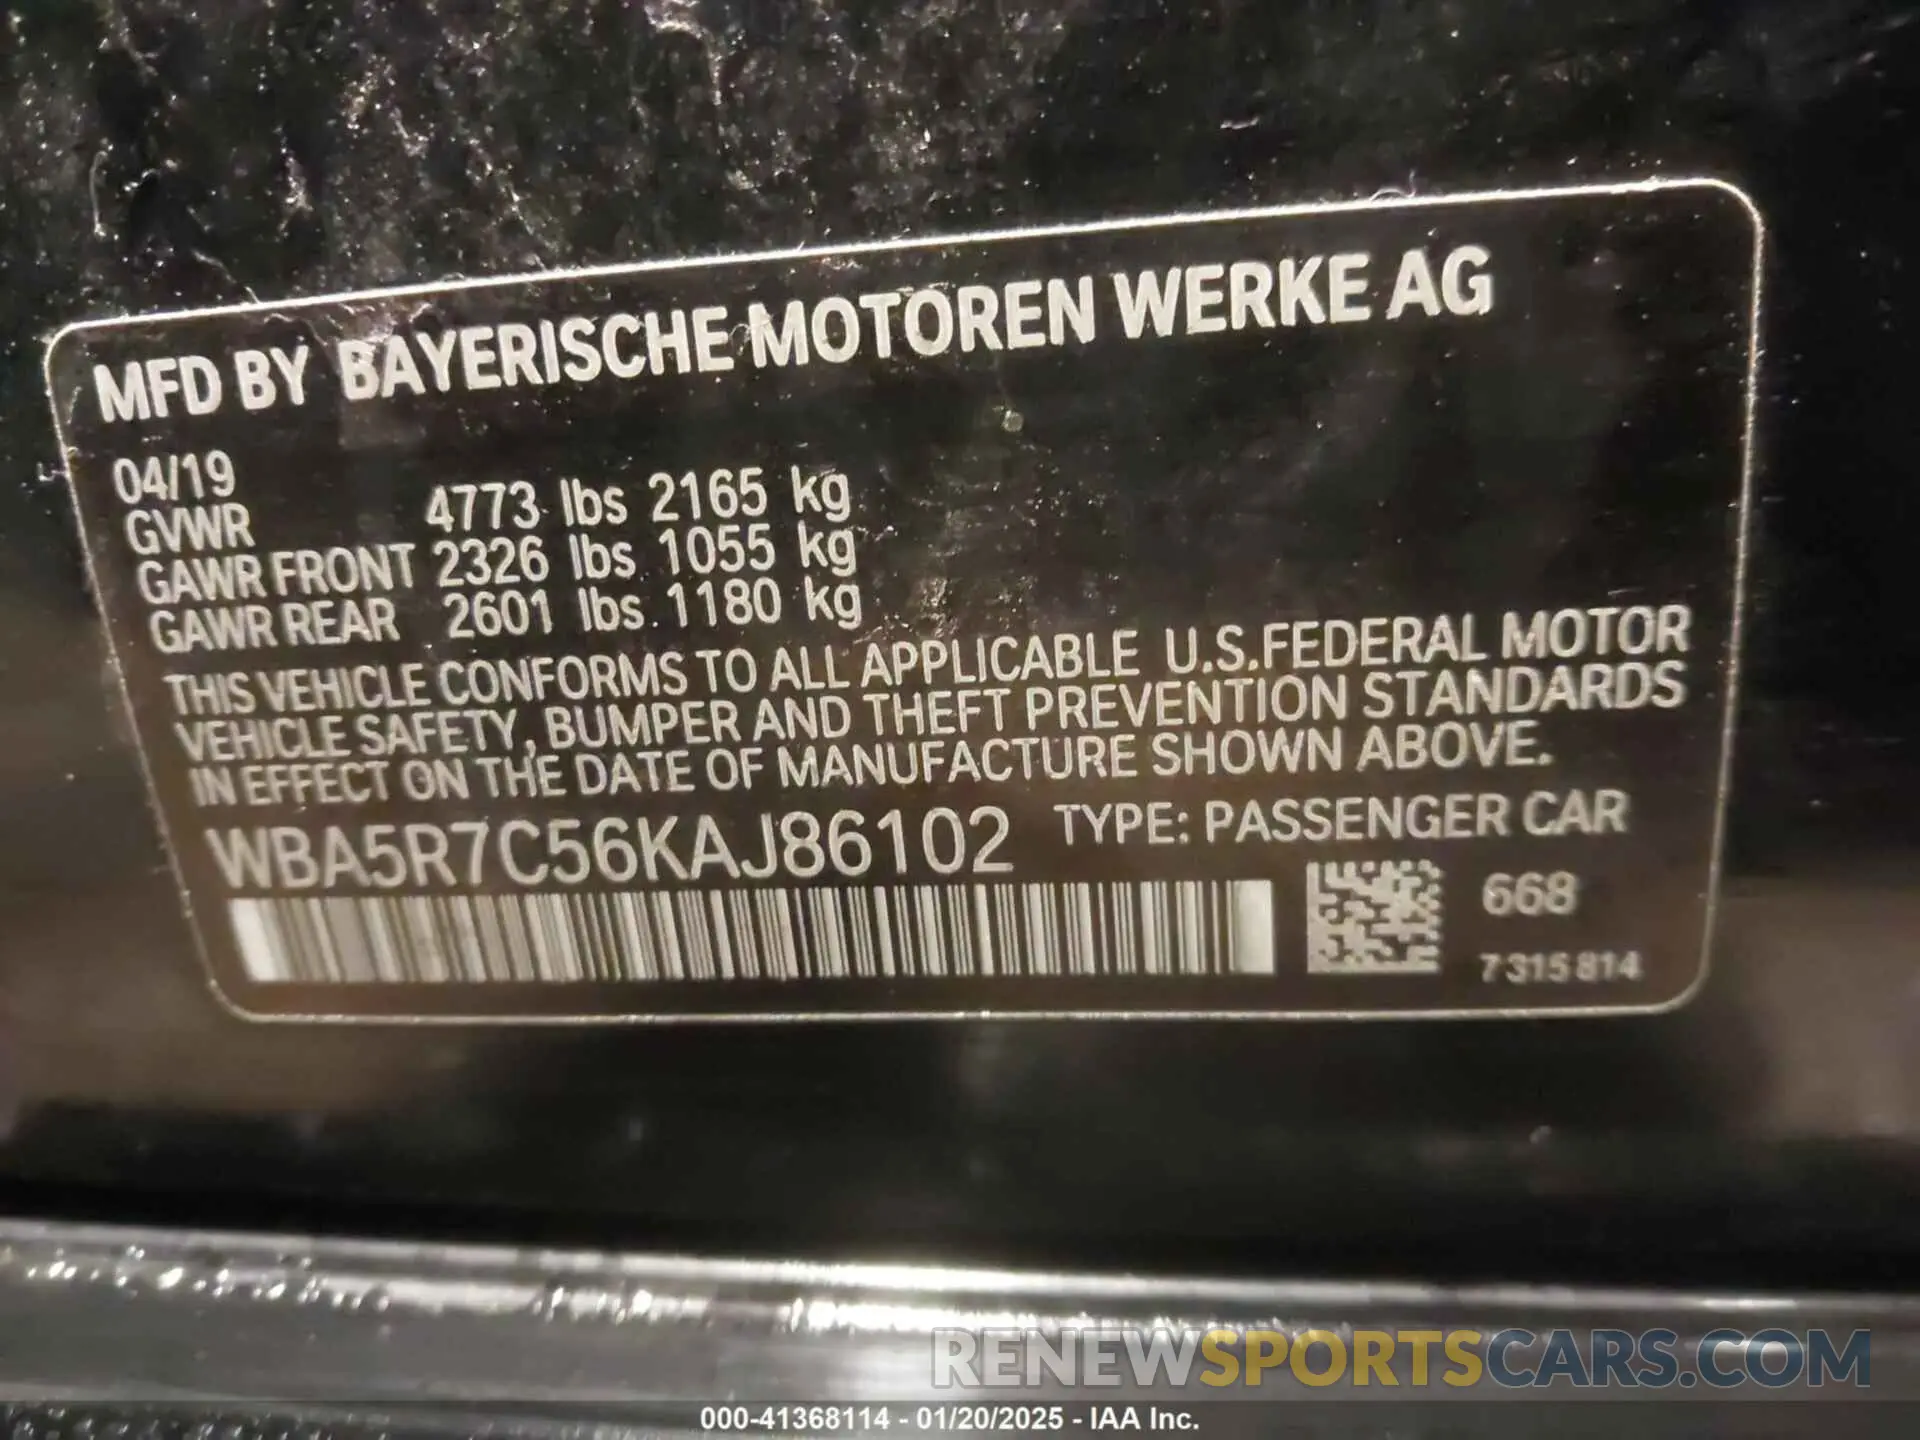 MFD BY BAYERISCHE MOTOREN WERKE AG
04/19
GVWR 4773 lbs 2165 kg
GAWR FRONT 2326 lbs 1055 kg
GAWR REAR 2601 lbs 1180 kg
THIS VEHICLE CONFORMS TO ALL APPLICABLE U.S.FEDERAL MOTOR
VEHICLE SAFETY, BUMPER AND THEFT PREVENTION STANDARDS
IN EFFECT ON THE DATE OF MANUFACTURE SHOWN ABOVE.
WBA5R7C56KAJ86102 TYPE: PASSENGER CAR
668
7 315 814
RENEWSPORTSCARS.COM
000-41368114 - 01/20/2025 - IAA Inc.